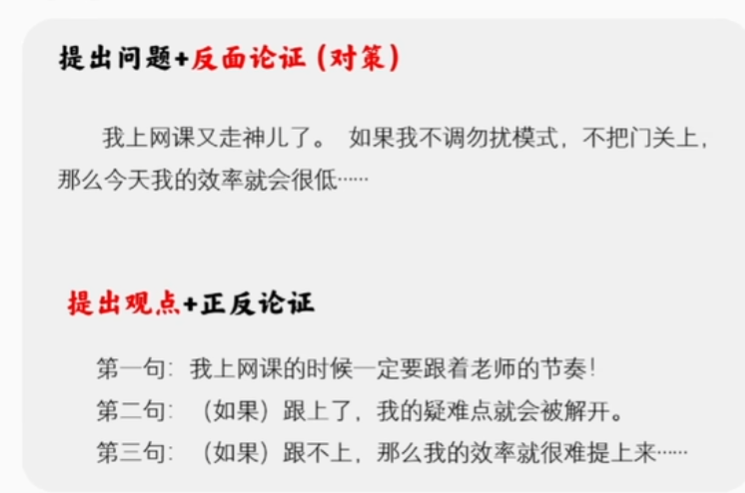 提出问题+反面论证（对策）
我上网课又走神儿了。 如果我不调勿扰模式，不把门关上，
那么今天我的效率就会很低……
提出观点+正反论证
第一句：我上网课的时候一定要跟着老师的节奏！
第二句：（如果）跟上了，我的疑难点就会被解开。
第三句：（如果）跟不上，那么我的效率就很难提上来……